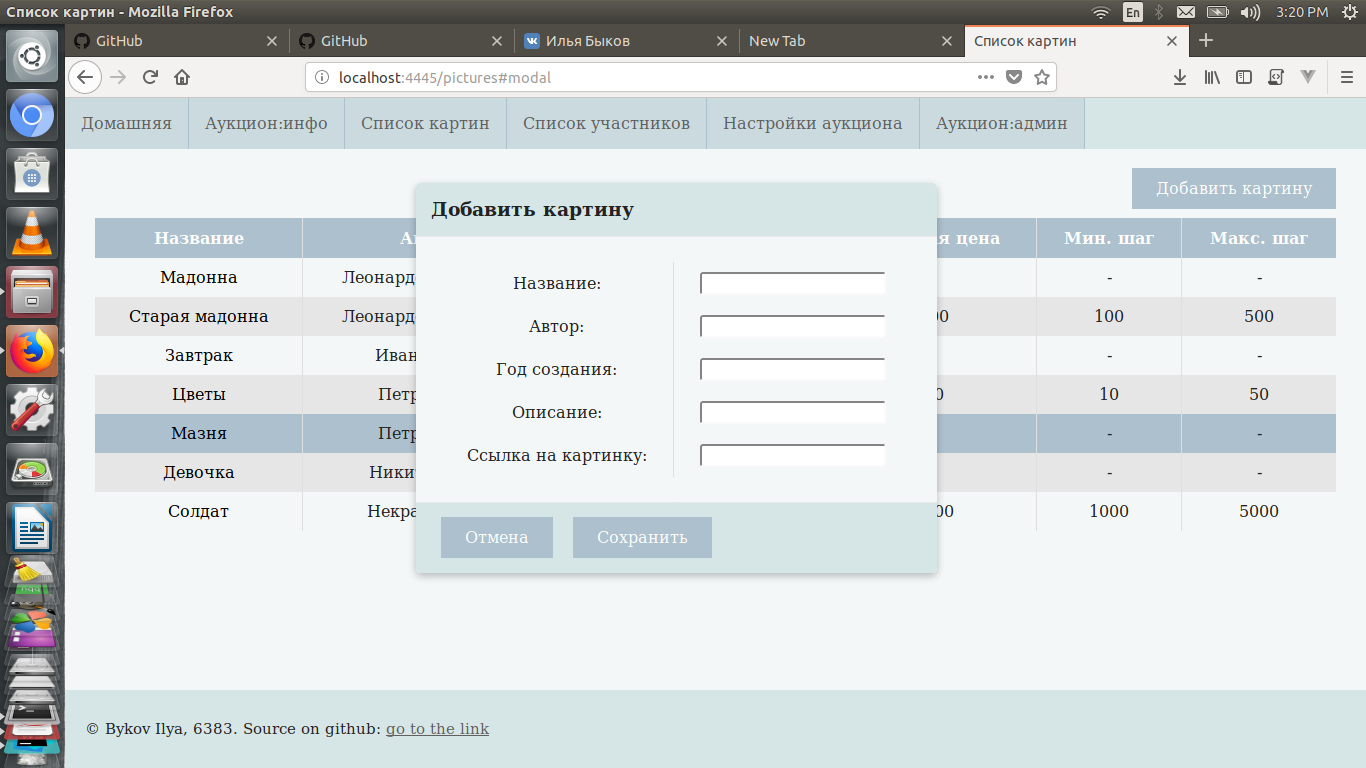 Список картин - Mozilla Firefox
En
3:20 PM
GitHub
GitHub
Илья Быков
New Tab
Список картин
localhost:4445/pictures#modal
Домашняя
Аукцион:инфо
Список картин
Список участников
Настройки аукциона
Аукцион:админ
Добавить картину
Добавить картину
Название
цена
Мин. шаг
Макс. шаг
Мадонна
Леонард
-
-
Старая мадонна
Леонард
100
500
Завтрак
Иван
-
-
Цветы
Петр
10
50
Мазня
Петр
-
-
Девочка
Ники
-
-
Солдат
Некра
1000
5000
Название:
Автор:
Год создания:
Описание:
Ссылка на картинку:
Отмена
Сохранить
© Bykov Ilya, 6383. Source on github: go to the link